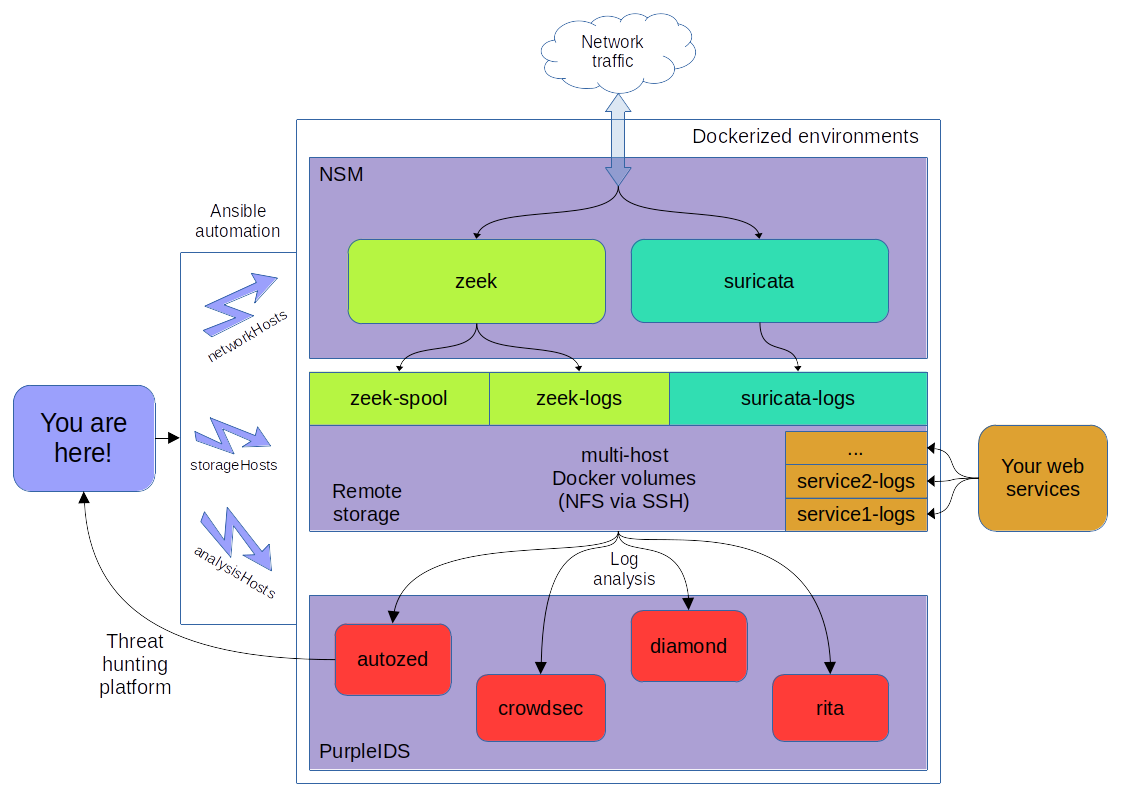 Network
traffic
Dockerized environments
NSM
Ansible
automation
zeek
suricata
networkHosts
zeek-spool
zeek-logs
suricata-logs
You are
here!
storageHosts
multi-host
Docker volumes
(NFS via SSH)
Remote
storage
...
service2-logs
service1-logs
Your web
services
analysisHosts
Log
analysis
Threat
hunting
platform
autozed
crowdsec
diamond
rita
PurpleIDS